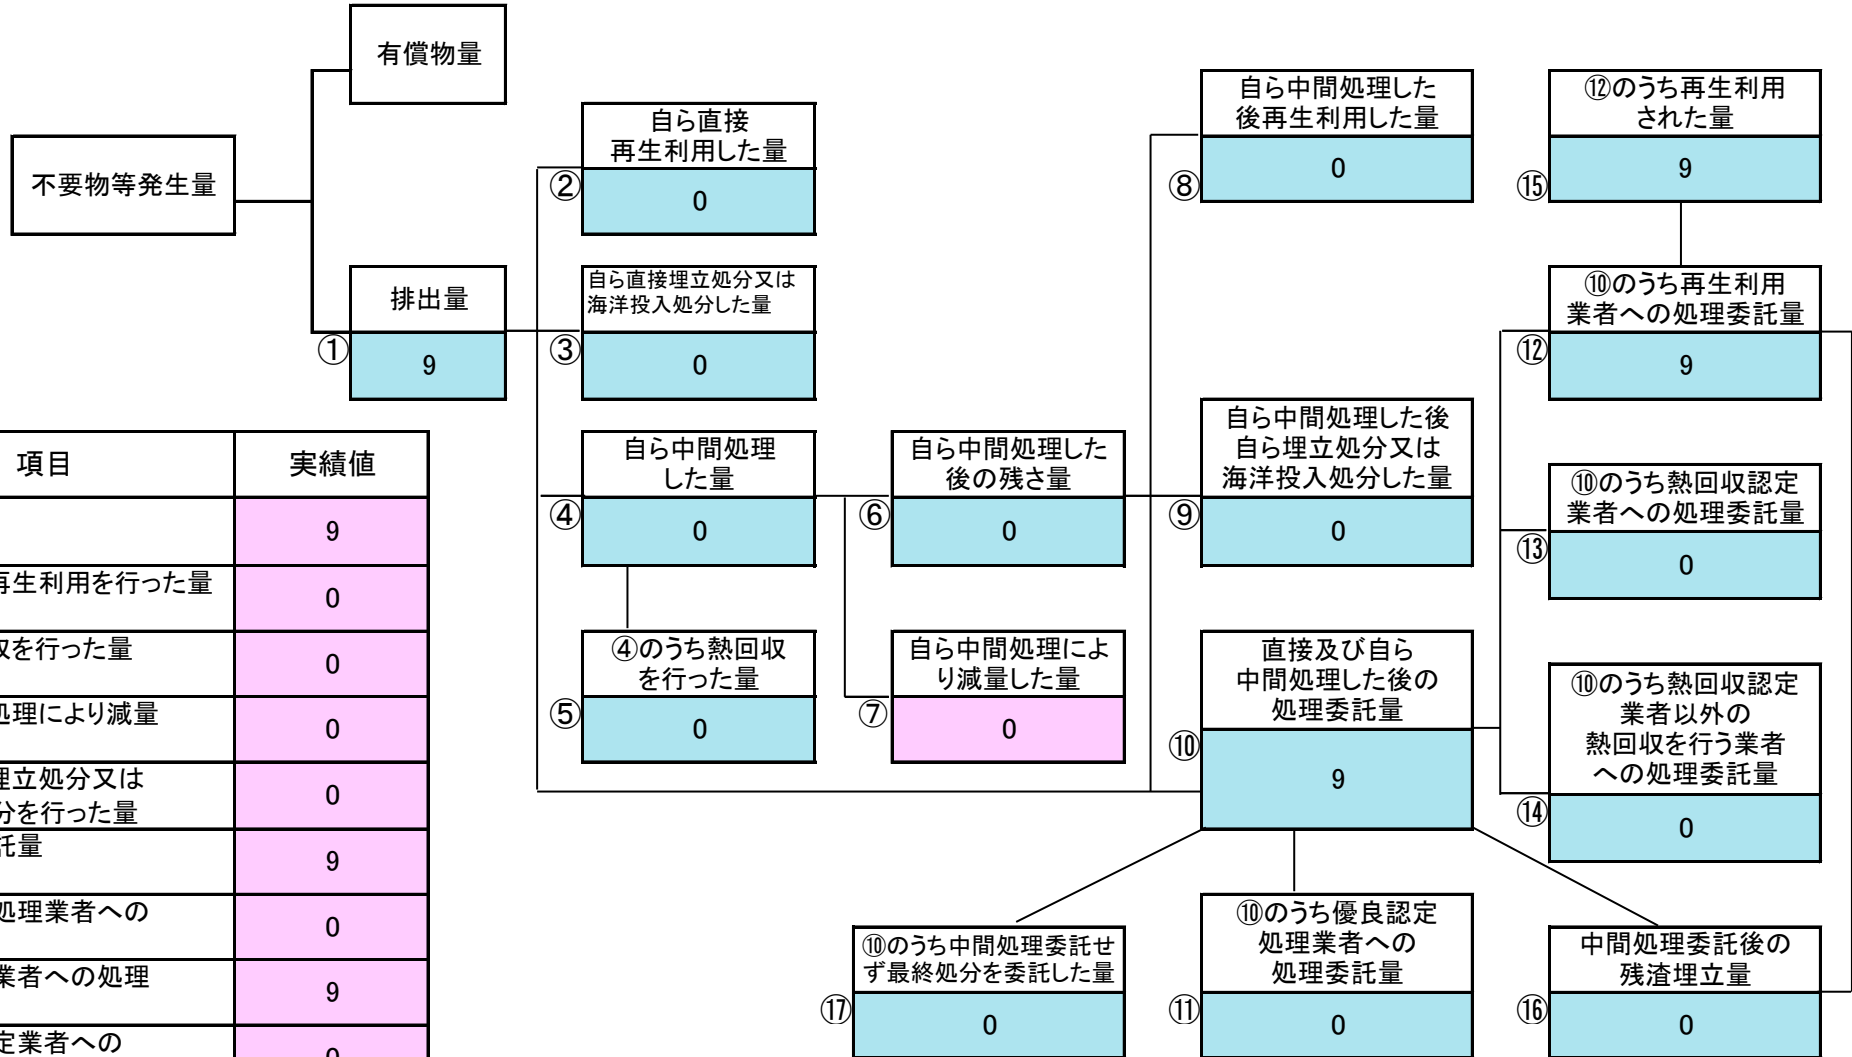 有償物量
不要物等発生量
排出量
①
9
自ら直接
再生利用した量
②
0
自ら直接埋立処分又は
海洋投入処分した量
③
0
自ら中間処理
した量
④
0
④のうち熱回収
を行った量
⑤
0
自ら中間処理した
後の残さ量
⑥
0
自ら中間処理によ
り減量した量
⑦
0
自ら中間処理した
後再生利用した量
⑧
0
自ら中間処理した後
自ら埋立処分又は
海洋投入処分した量
⑨
0
直接及び自ら
中間処理した後の
処理委託量
⑩
9
⑫のうち再生利用
された量
⑮
9
⑩のうち再生利用
業者への処理委託量
⑫
9
⑩のうち熱回収認定
業者への処理委託量
⑬
0
⑩のうち熱回収認定
業者以外の
熱回収を行う業者
への処理委託量
⑭
0
⑩のうち中間処理委託せ
ず最終処分を委託した量
⑰
0
⑩のうち優良認定
処理業者への
処理委託量
⑪
0
中間処理委託後の
残渣埋立量
⑯
0
項目 実績値
9
再生利用を行った量 0
を行った量 0
処理により減量 0
埋立処分又は
分を行った量 0
託量 9
処理業者への 0
業者への処理 9
定業者への 0